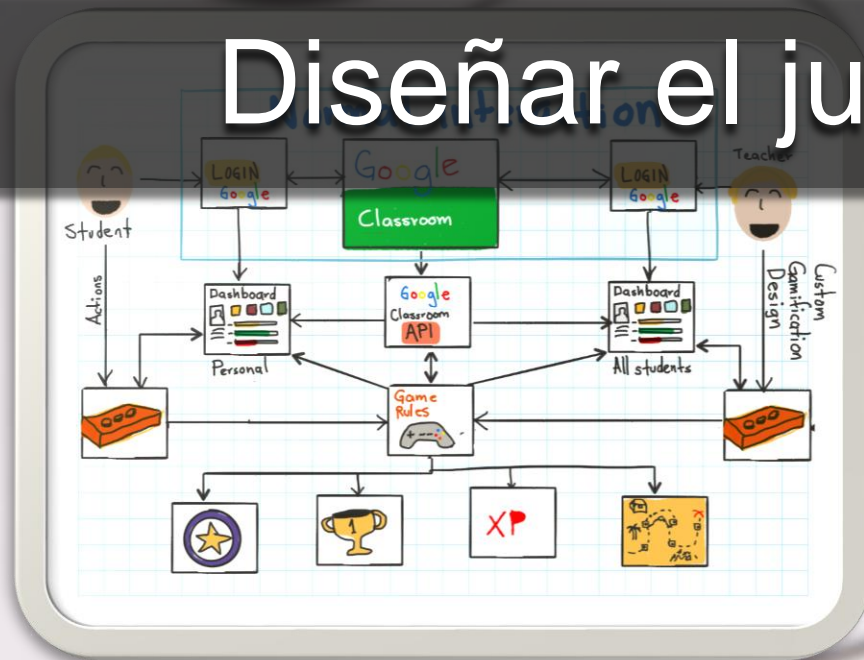 Diseñar el ju
Teacher
LOGIN
Google
Google
Classroom
LOGIN
Google
Student
Actions
Dashboard
Personal
Google
Classroom
API
Dashboard
All students
Custom
Gamification
Design
Game
Rules
1
XP